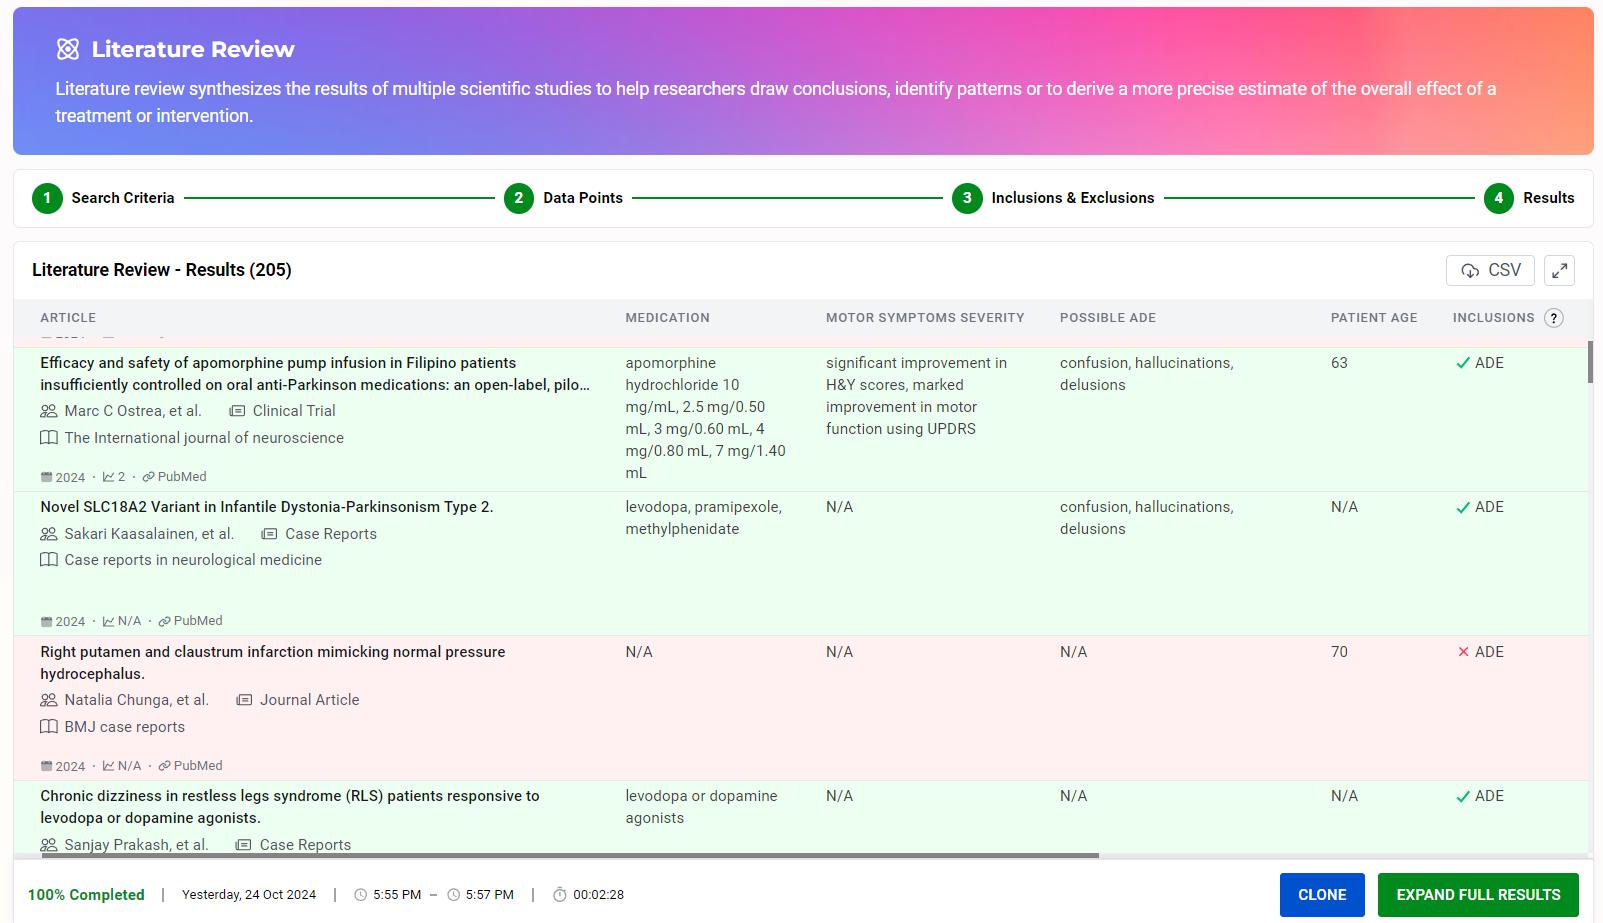 Literature Review
Literature review synthesizes the results of multiple scientific studies to help researchers draw conclusions, identify patterns or to derive a more precise estimate of the overall effect of a
treatment or intervention.
1 Search Criteria 2 Data Points 3 Inclusions & Exclusions 4 Results
Literature Review - Results (205)
CSV
ARTICLE MEDICATION MOTOR SYMPTOMS SEVERITY POSSIBLE ADE PATIENT AGE INCLUSIONS ?
Efficacy and safety of apomorphine pump infusion in Filipino patients
insufficiently controlled on oral anti-Parkinson medications: an open-label, pilo...
Marc C Ostrea, et al. Clinical Trial
The International journal of neuroscience
2024 · 2 · PubMed
apomorphine
hydrochloride 10
mg/mL, 2.5 mg/0.50
mL, 3 mg/0.60 mL, 4
mg/0.80 mL, 7 mg/1.40
mL
significant improvement in
H&Y scores, marked
improvement in motor
function using UPDRS
confusion, hallucinations,
delusions
63
ADE
Novel SLC18A2 Variant in Infantile Dystonia-Parkinsonism Type 2.
Sakari Kaasalainen, et al. Case Reports
Case reports in neurological medicine
2024 · N/A · PubMed
levodopa, pramipexole,
methylphenidate
N/A
confusion, hallucinations,
delusions
N/A
ADE
Right putamen and claustrum infarction mimicking normal pressure
hydrocephalus.
Natalia Chunga, et al. Journal Article
BMJ case reports
2024 · N/A · PubMed
N/A
N/A
N/A
70
ADE
Chronic dizziness in restless legs syndrome (RLS) patients responsive to
levodopa or dopamine agonists.
Sanjay Prakash, et al. Case Reports
levodopa or dopamine
agonists
N/A
N/A
N/A
ADE
100% Completed | Yesterday, 24 Oct 2024 | 5:55 PM – 5:57 PM | 00:02:28
CLONE
EXPAND FULL RESULTS